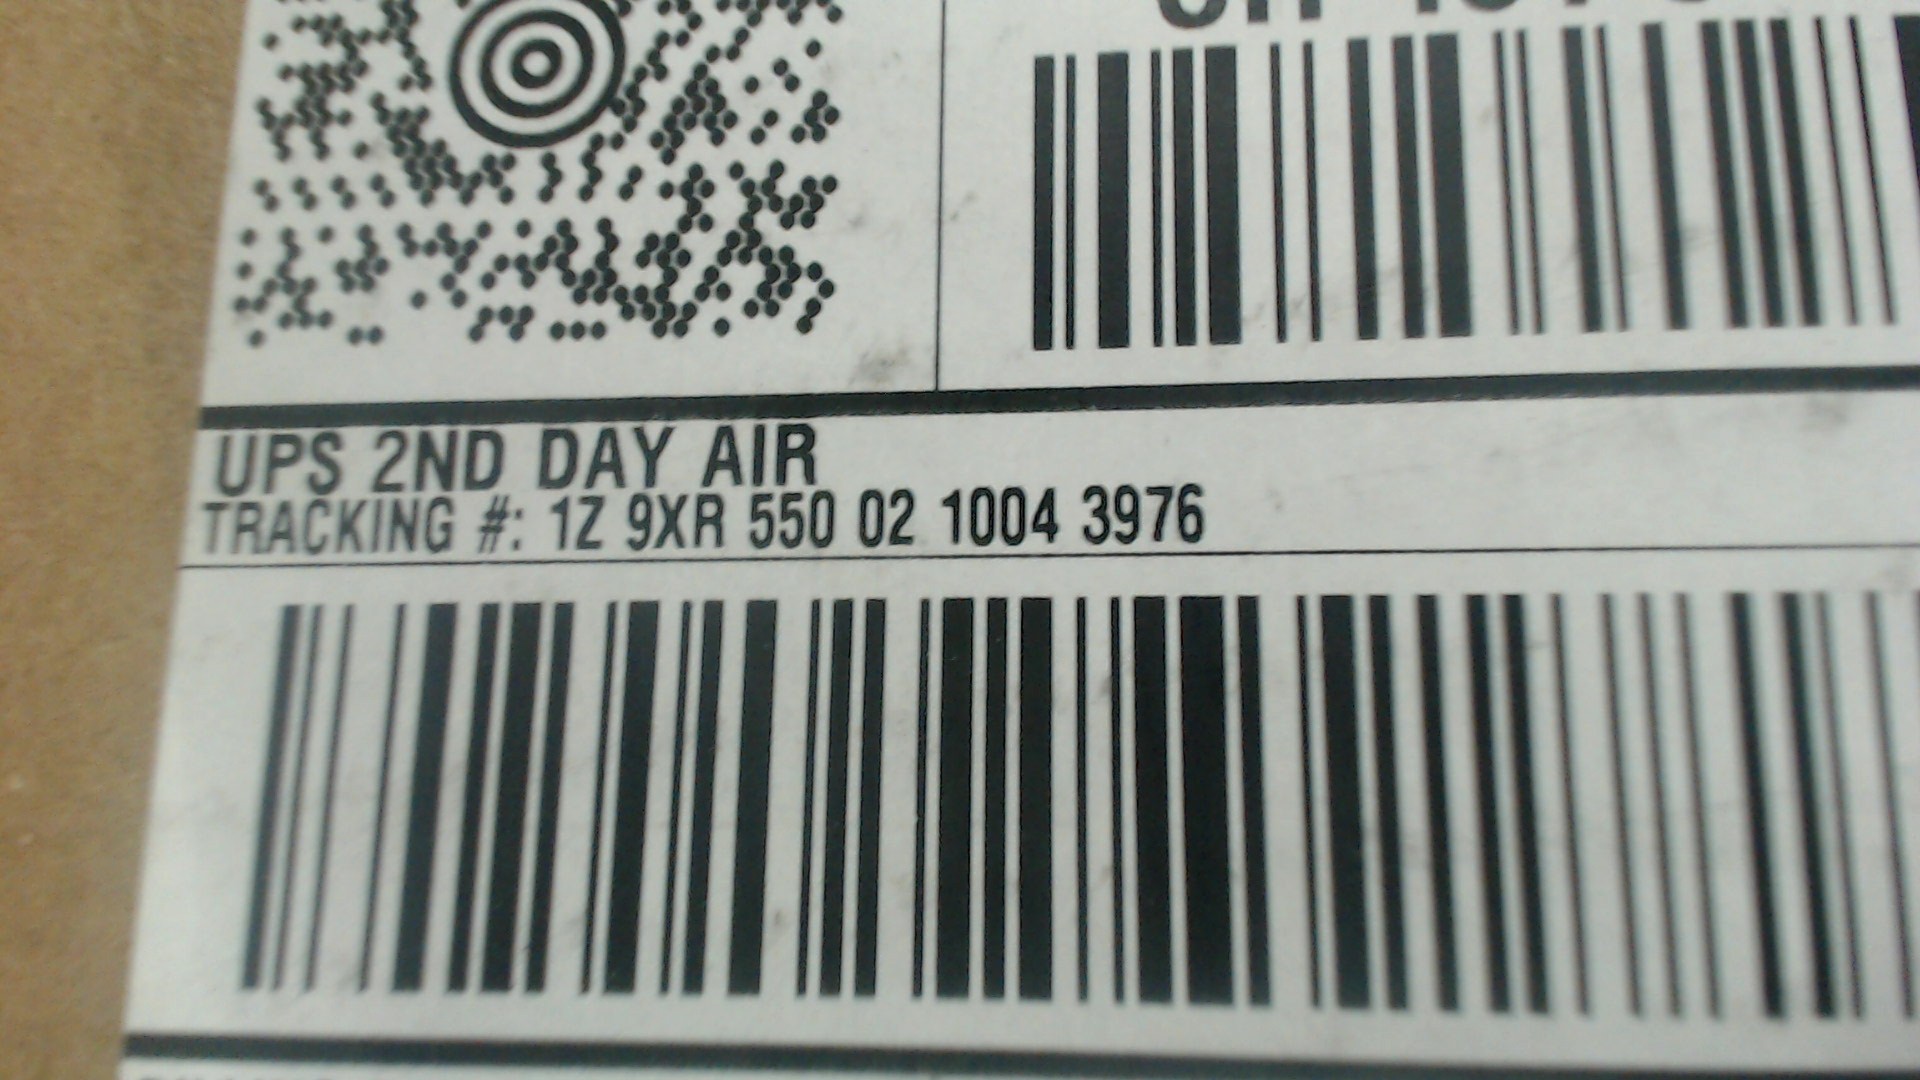 UPS 2ND DAY AIR
TRACKING #: 1Z 9XR 550 02 1004 3976